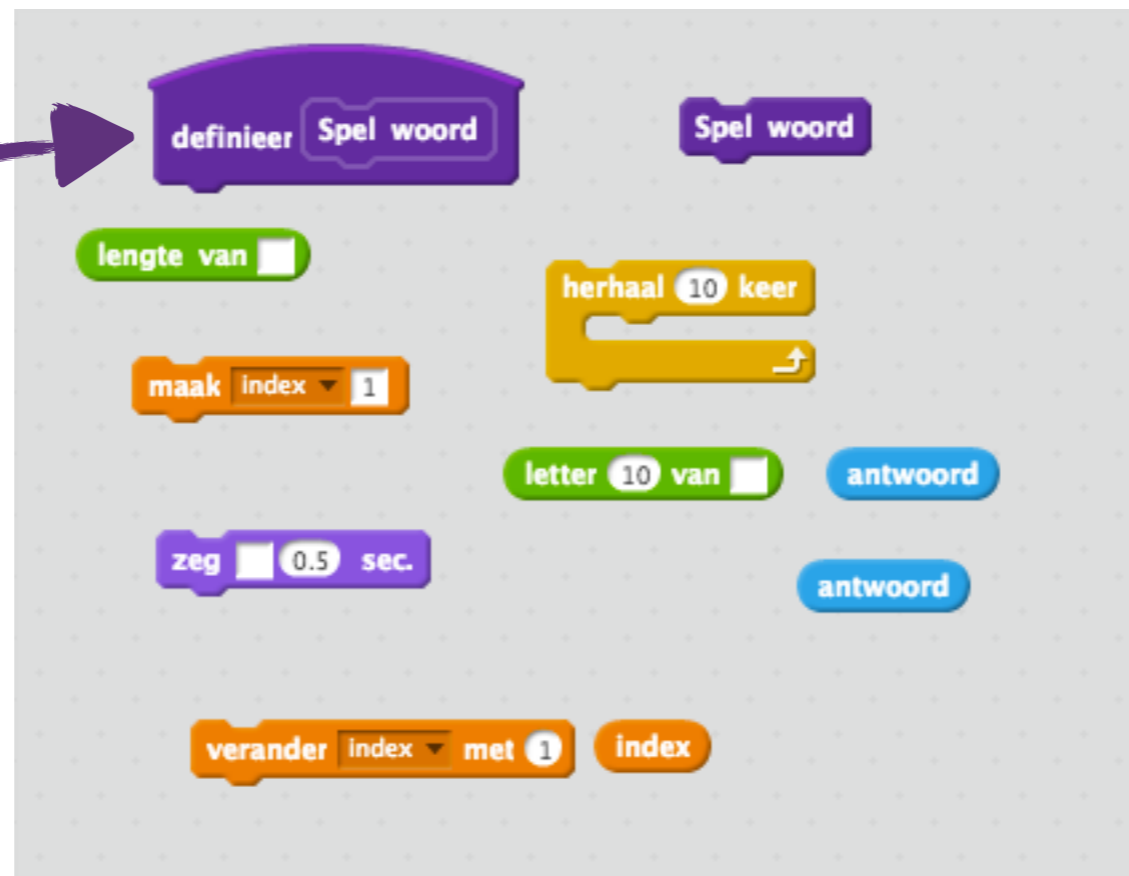 definieer Spel woord
Spel woord
lengte van
herhaal 10 keer
maak index 1
letter 10 van
antwoord
zeg 0.5 sec.
antwoord
verander index met 1
index